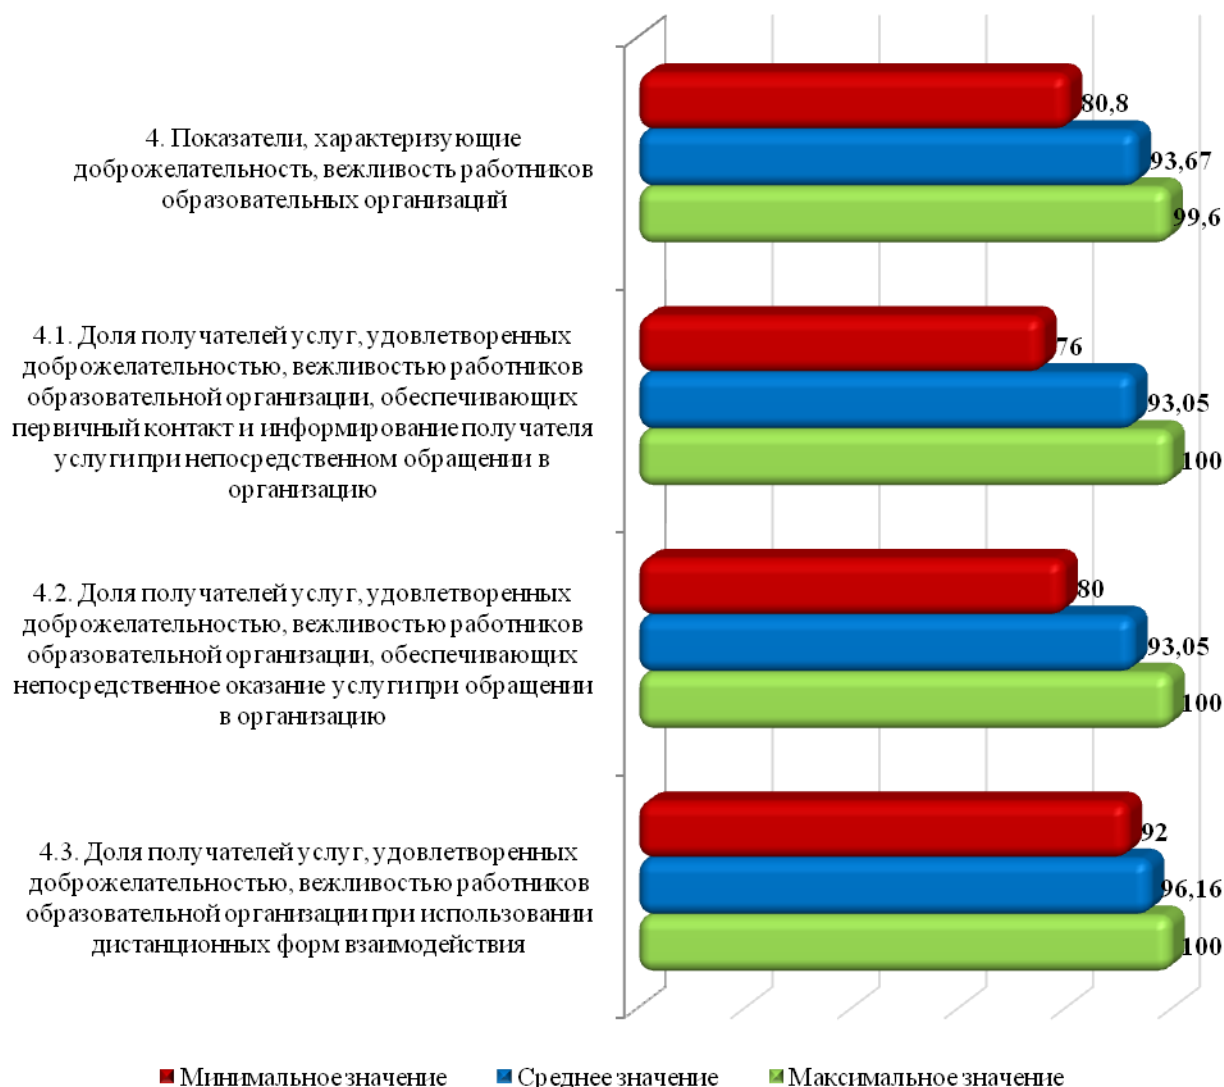 4. Показатели, характеризующие
доброжелательность, вежливость работников
образовательных организаций
80,8
93,67
99,6
4.1. Доля получателей услуг, удовлетворенных
доброжелательностью, вежливостью работников
образовательной организации, обеспечивающих
первичный контакт и информирование получателя
услуги при непосредственном обращении в
организацию
76
93,05
100
4.2. Доля получателей услуг, удовлетворенных
доброжелательностью, вежливостью работников
образовательной организации, обеспечивающих
непосредственное оказание услуги при обращении
в организацию
80
93,05
100
4.3. Доля получателей услуг, удовлетворенных
доброжелательностью, вежливостью работников
образовательной организации при использовании
дистанционных форм взаимодействия
92
96,16
100
Минимальное значение Среднее значение Максимальное значение